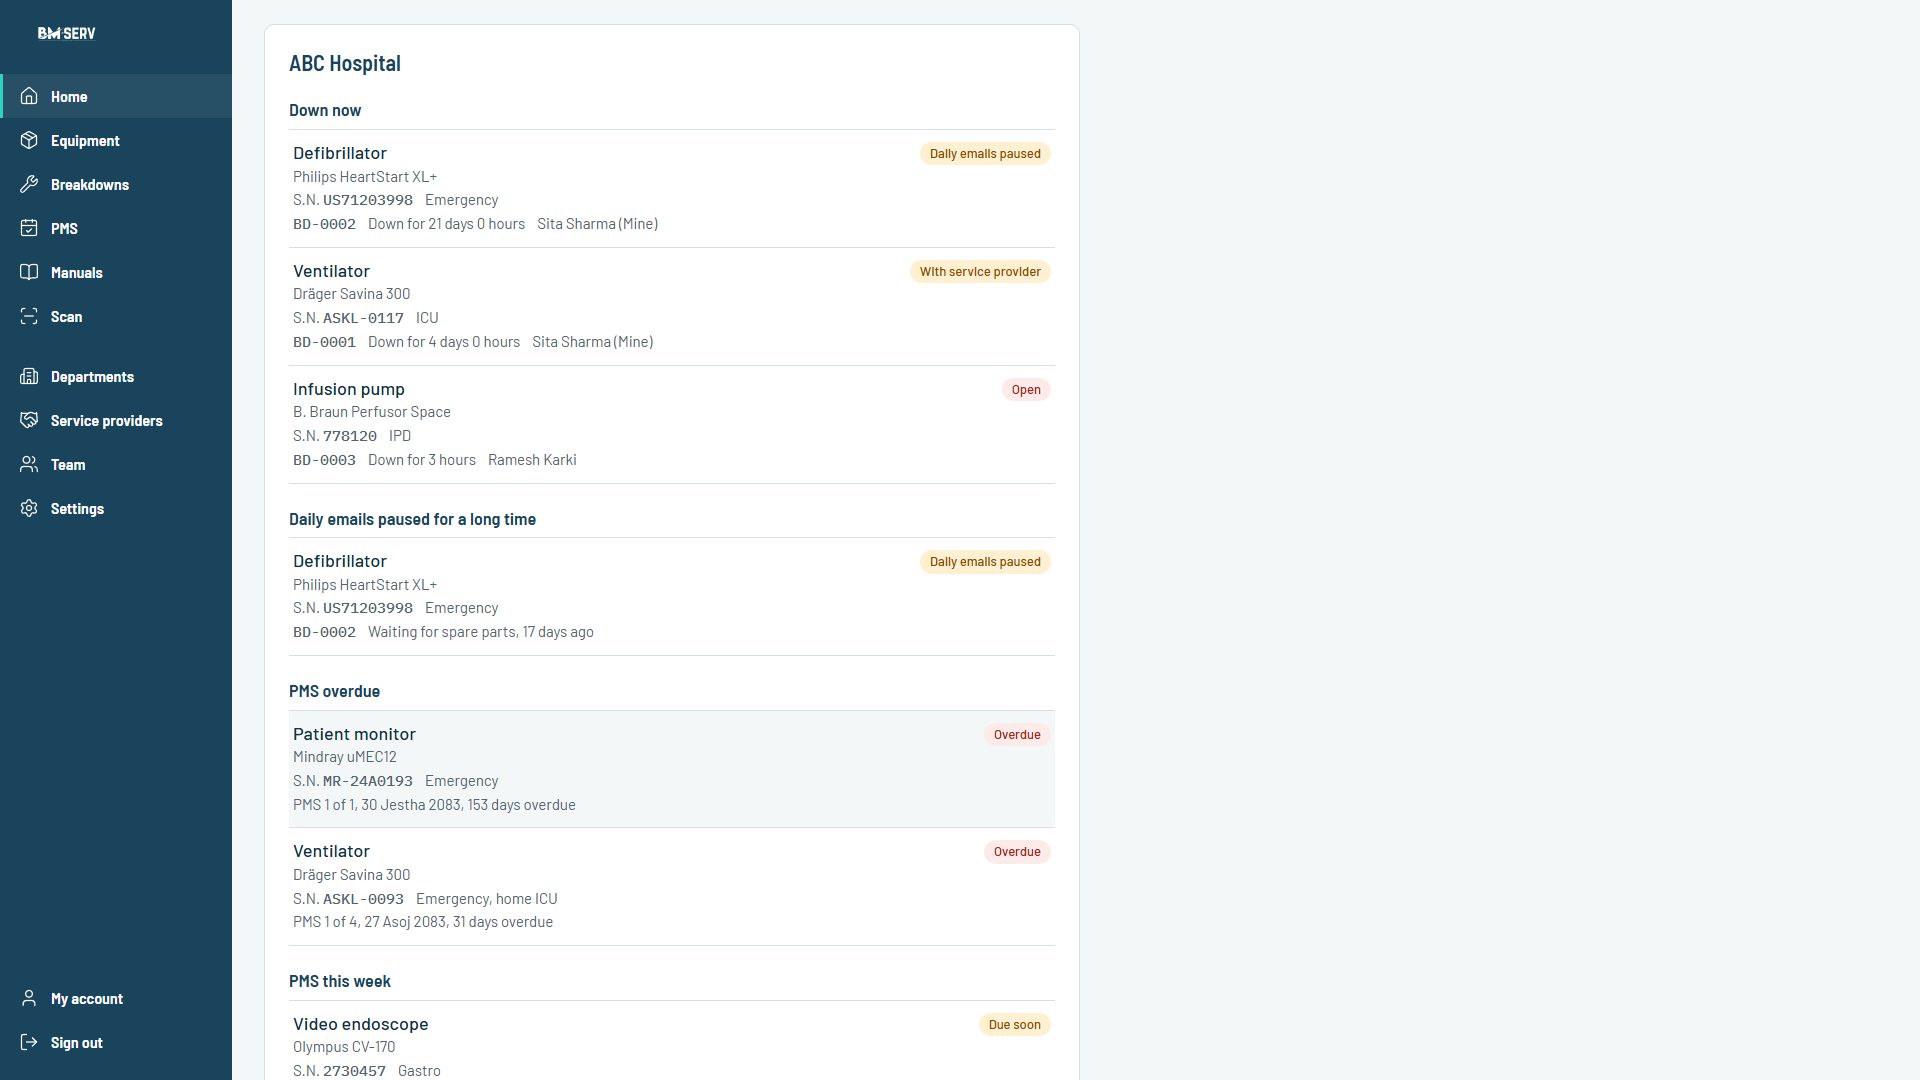 BMSERV
Home
Equipment
Breakdowns
PMS
Manuals
Scan
Departments
Service providers
Team
Settings
My account
Sign out
ABC Hospital
Down now
Defibrillator
Daily emails paused
Philips HeartStart XL+
S.N. US71203998 Emergency
BD-0002 Down for 21 days 0 hours Sita Sharma (Mine)
Ventilator
With service provider
Dräger Savina 300
S.N. ASKL-0117 ICU
BD-0001 Down for 4 days 0 hours Sita Sharma (Mine)
Infusion pump
Open
B. Braun Perfusor Space
S.N. 778120 IPD
BD-0003 Down for 3 hours Ramesh Karki
Daily emails paused for a long time
Defibrillator
Daily emails paused
Philips HeartStart XL+
S.N. US71203998 Emergency
BD-0002 Waiting for spare parts, 17 days ago
PMS overdue
Patient monitor
Overdue
Mindray uMEC12
S.N. MR-24A0193 Emergency
PMS 1 of 1, 30 Jestha 2083, 153 days overdue
Ventilator
Overdue
Dräger Savina 300
S.N. ASKL-0093 Emergency, home ICU
PMS 1 of 4, 27 Asoj 2083, 31 days overdue
PMS this week
Video endoscope
Due soon
Olympus CV-170
S.N. 2730457 Gastro